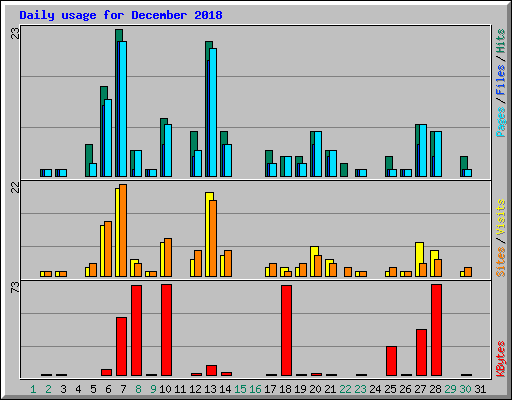 Daily usage for December 2018
23
Pages / Files / Hits
22
Sites / Visits
73
KBytes
1 2 3 4 5 6 7 8 9 10 11 12 13 14 15 16 17 18 19 20 21 22 23 24 25 26 27 28 29 30 31